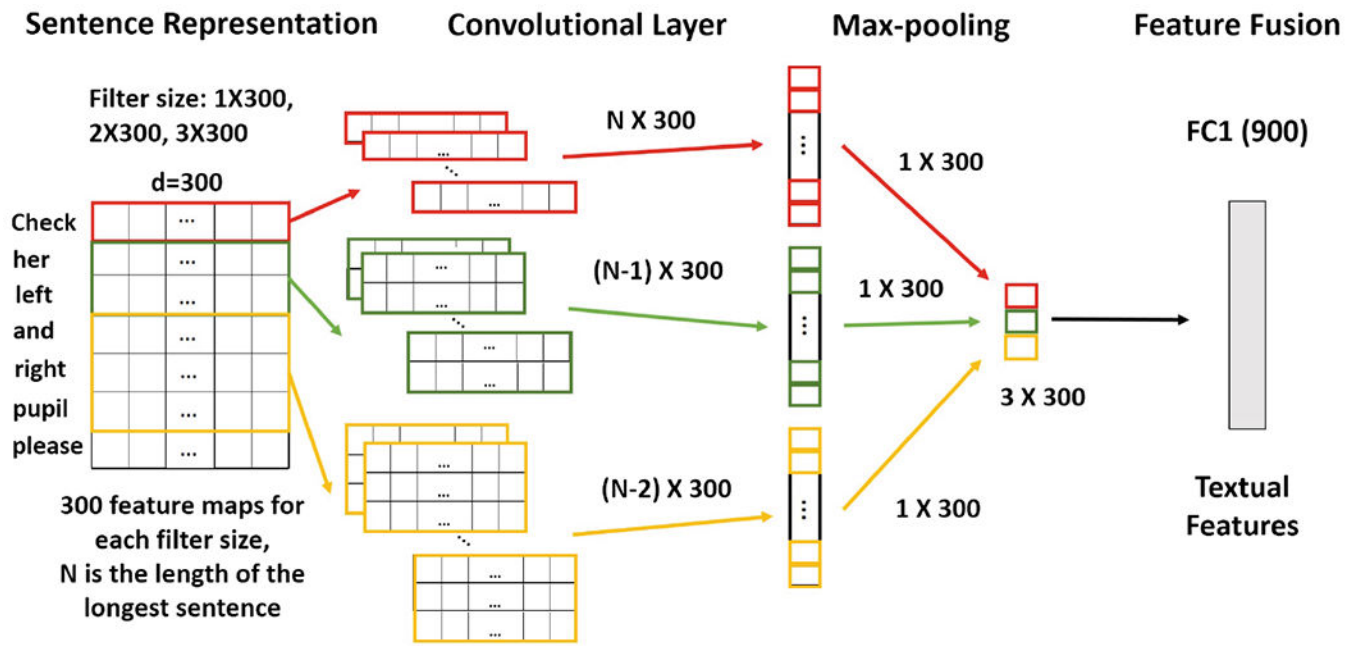 Sentence Representation
Convolutional Layer
Max-pooling
Feature Fusion
Filter size: 1X300,
2X300, 3X300
d=300
Check
her
left
and
right
pupil
please
...
...
...
...
...
...
...
300 feature maps for
each filter size,
N is the length of the
longest sentence
...
...
...
N X 300
...
...
...
...
...
(N-1) X 300
...
...
...
...
...
...
...
(N-2) X 300
...
...
...
1 X 300
1 X 300
1 X 300
3 X 300
FC1 (900)
Textual
Features